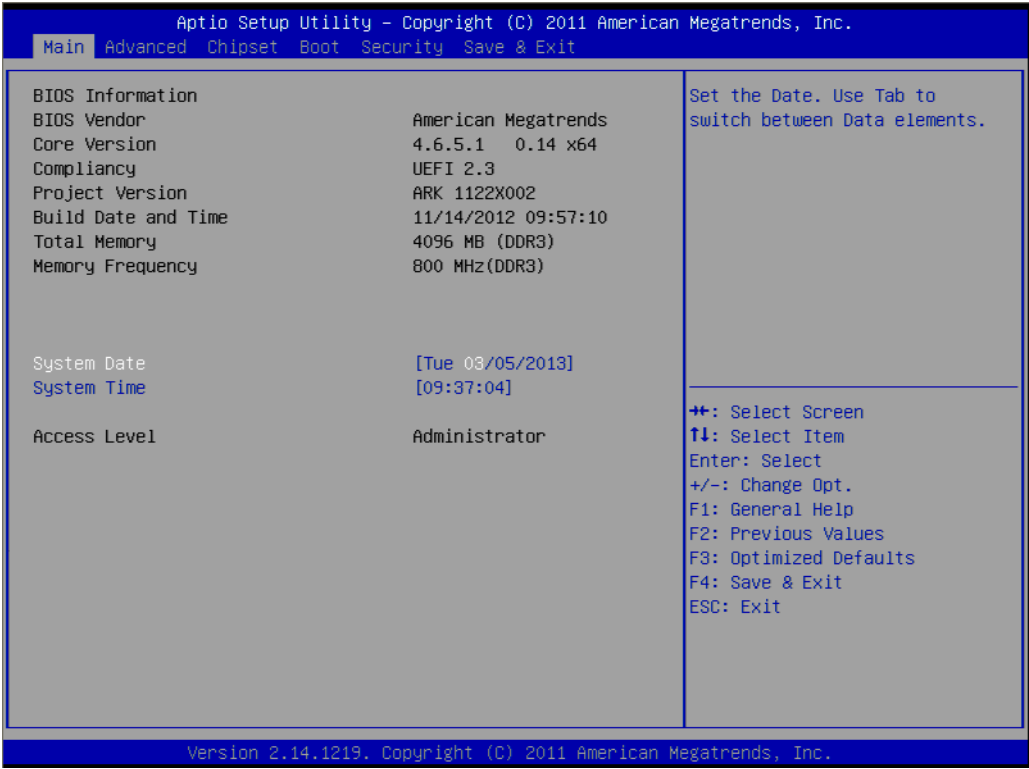 Aptio Setup Utility – Copyright (C) 2011 American Megatrends, Inc.
Main Advanced Chipset Boot Security Save & Exit
BIOS Information
BIOS Vendor American Megatrends
Core Version 4.6.5.1 0.14 x64
Compliancy UEFI 2.3
Project Version ARK 1122X002
Build Date and Time 11/14/2012 09:57:10
Total Memory 4096 MB (DDR3)
Memory Frequency 800 MHz(DDR3)
System Date [Tue 03/05/2013]
System Time [09:37:04]
Access Level Administrator
Set the Date. Use Tab to
switch between Data elements.
→←: Select Screen
↑↓: Select Item
Enter: Select
+/-: Change Opt.
F1: General Help
F2: Previous Values
F3: Optimized Defaults
F4: Save & Exit
ESC: Exit
Version 2.14.1219. Copyright (C) 2011 American Megatrends, Inc.